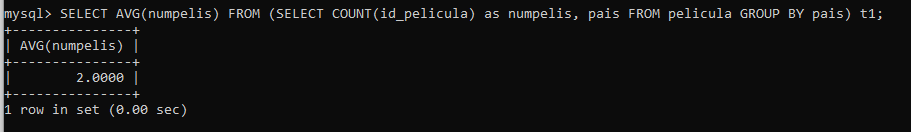 mysql> SELECT AVG(numpelis) FROM (SELECT COUNT(id_pelicula) as numpelis, pais FROM pelicula GROUP BY pais) t1;
+---------------+
| AVG(numpelis) |
+---------------+
|        2.0000 |
+---------------+
1 row in set (0.00 sec)